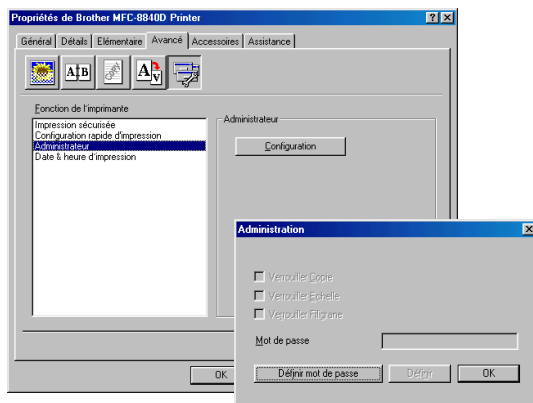 Propriétés de Brother MFC-8840D Printer
Général Détails Elémentaire Avancé Accessoires Assistance
A B A V
Fonction de l'imprimante
Impression sécurisée
Configuration rapide d'impression
Administrateur
Date & heure d'impression
Administrateur
Configuration
OK
Administration
Verrouiller Copie
Verrouiller Echelle
Verrouiller Filigrane
Mot de passe
Définir mot de passe Définir OK